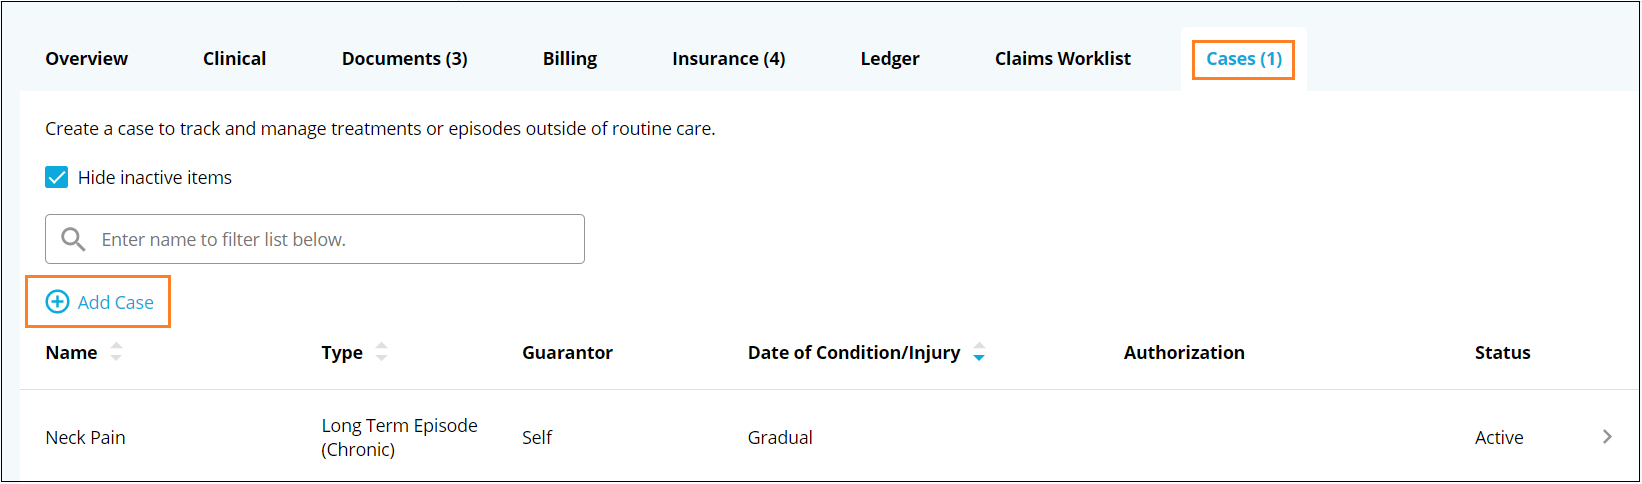 Overview Clinical Documents (3) Billing Insurance (4) Ledger Claims Worklist Cases (1)
Create a case to track and manage treatments or episodes outside of routine care.
Hide inactive items
Enter name to filter list below.
Add Case
Name Type Guarantor Date of Condition/Injury Authorization Status
Neck Pain Long Term Episode (Chronic) Self Gradual Active